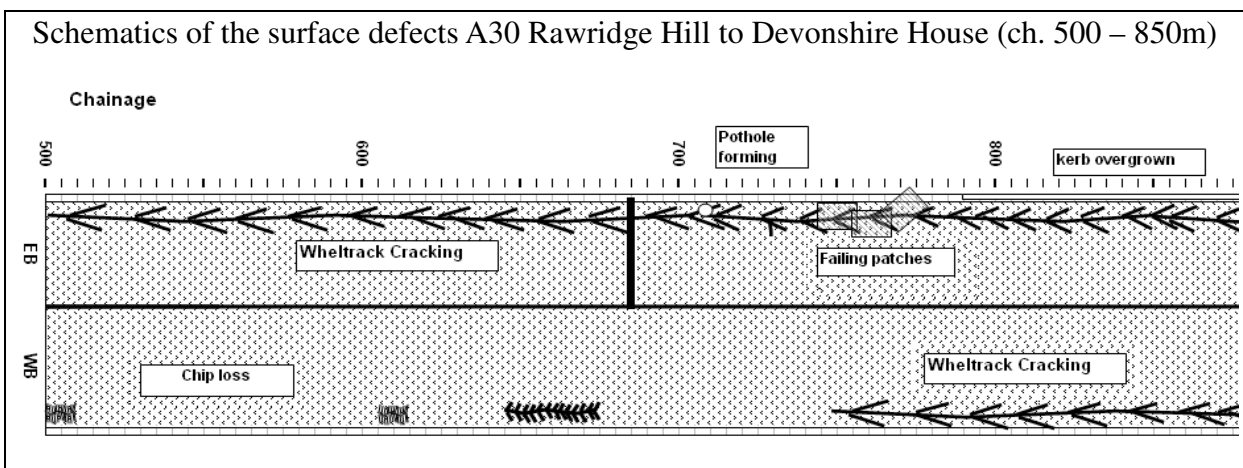 Schematics of the surface defects A30 Rawridge Hill to Devonshire House (ch. 500 – 850m)
Chainage
500
600
700
800
Pothole
forming
kerb overgrown
EB
Wheltrack Cracking
Failing patches
WB
Chip loss
Wheltrack Cracking